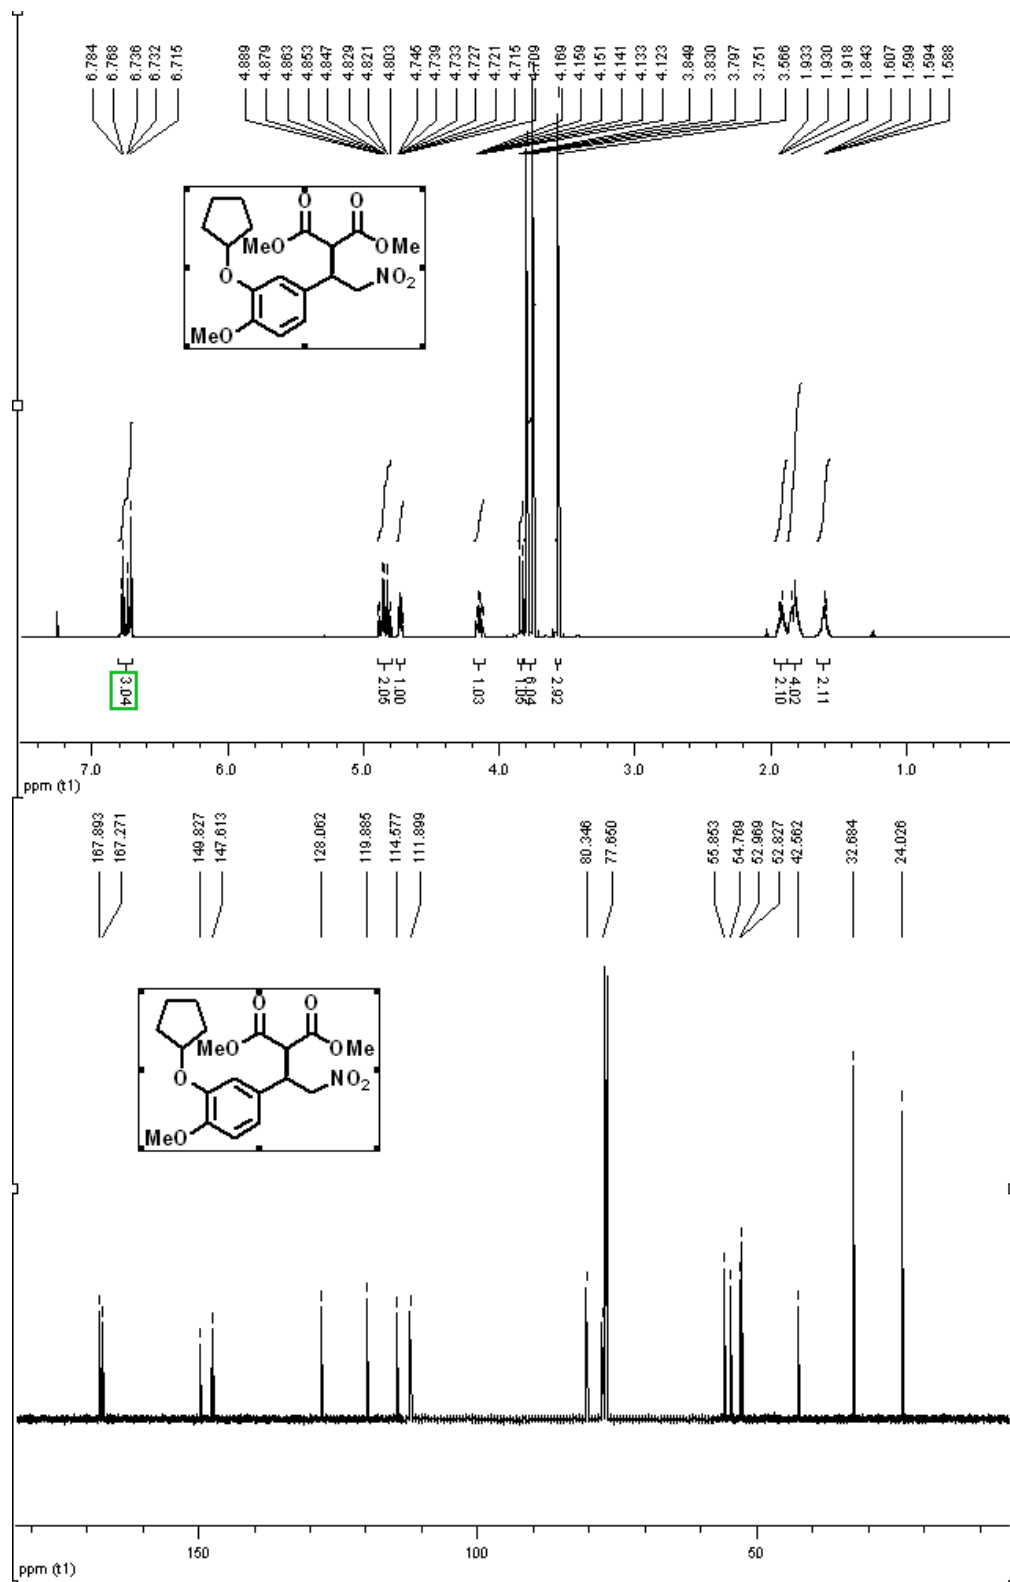 6.784 6.768 6.736 6.732 6.715 4.889 4.879 4.863 4.853 4.847 4.829 4.821 4.803 4.745 4.739 4.733 4.727 4.721 4.715 4.709 4.169 4.159 4.151 4.141 4.133 4.123 3.849 3.830 3.797 3.751 3.566 1.933 1.930 1.918 1.843 1.607 1.599 1.594 1.588
O O
MeO OMe
O NO2
MeO
3.04 2.05 1.00 1.03 1.05 6.04 2.92 2.10 4.02 2.11
7.0 6.0 5.0 4.0 3.0 2.0 1.0
ppm (t1)
167.893 167.271 149.827 147.613 128.062 119.885 114.577 111.899 80.346 77.650 55.853 54.769 52.969 52.827 42.562 32.684 24.026
O O
MeO OMe
O NO2
MeO
150 100 50
ppm (t1)